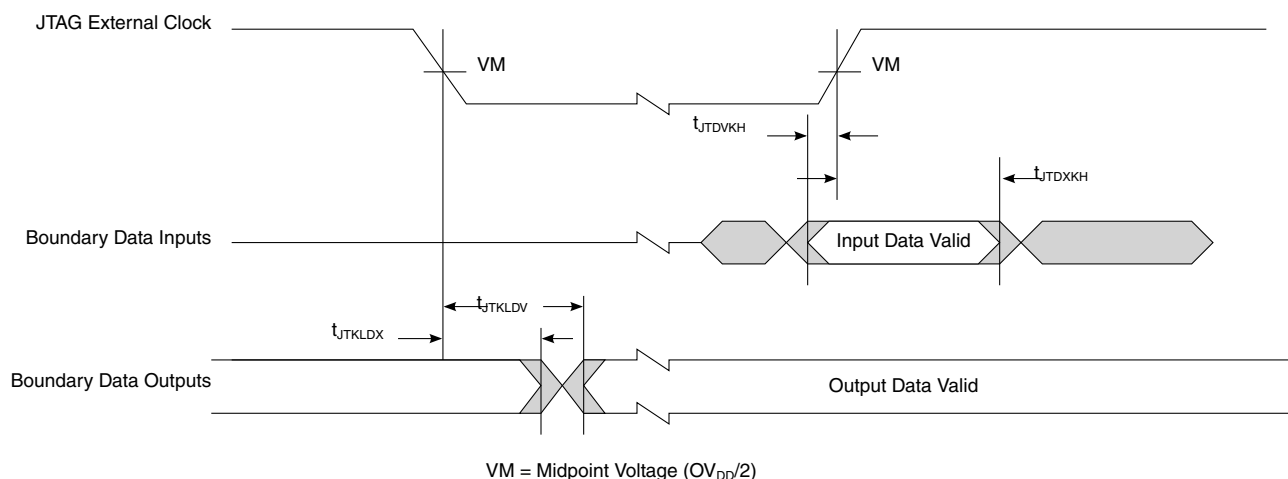 JTAG External Clock
VM
VM
tJTDVKH
tJTDXKH
Boundary Data Inputs
Input Data Valid
tJTKLDV
tJTKLDX
Boundary Data Outputs
Output Data Valid
VM = Midpoint Voltage (OVDD/2)